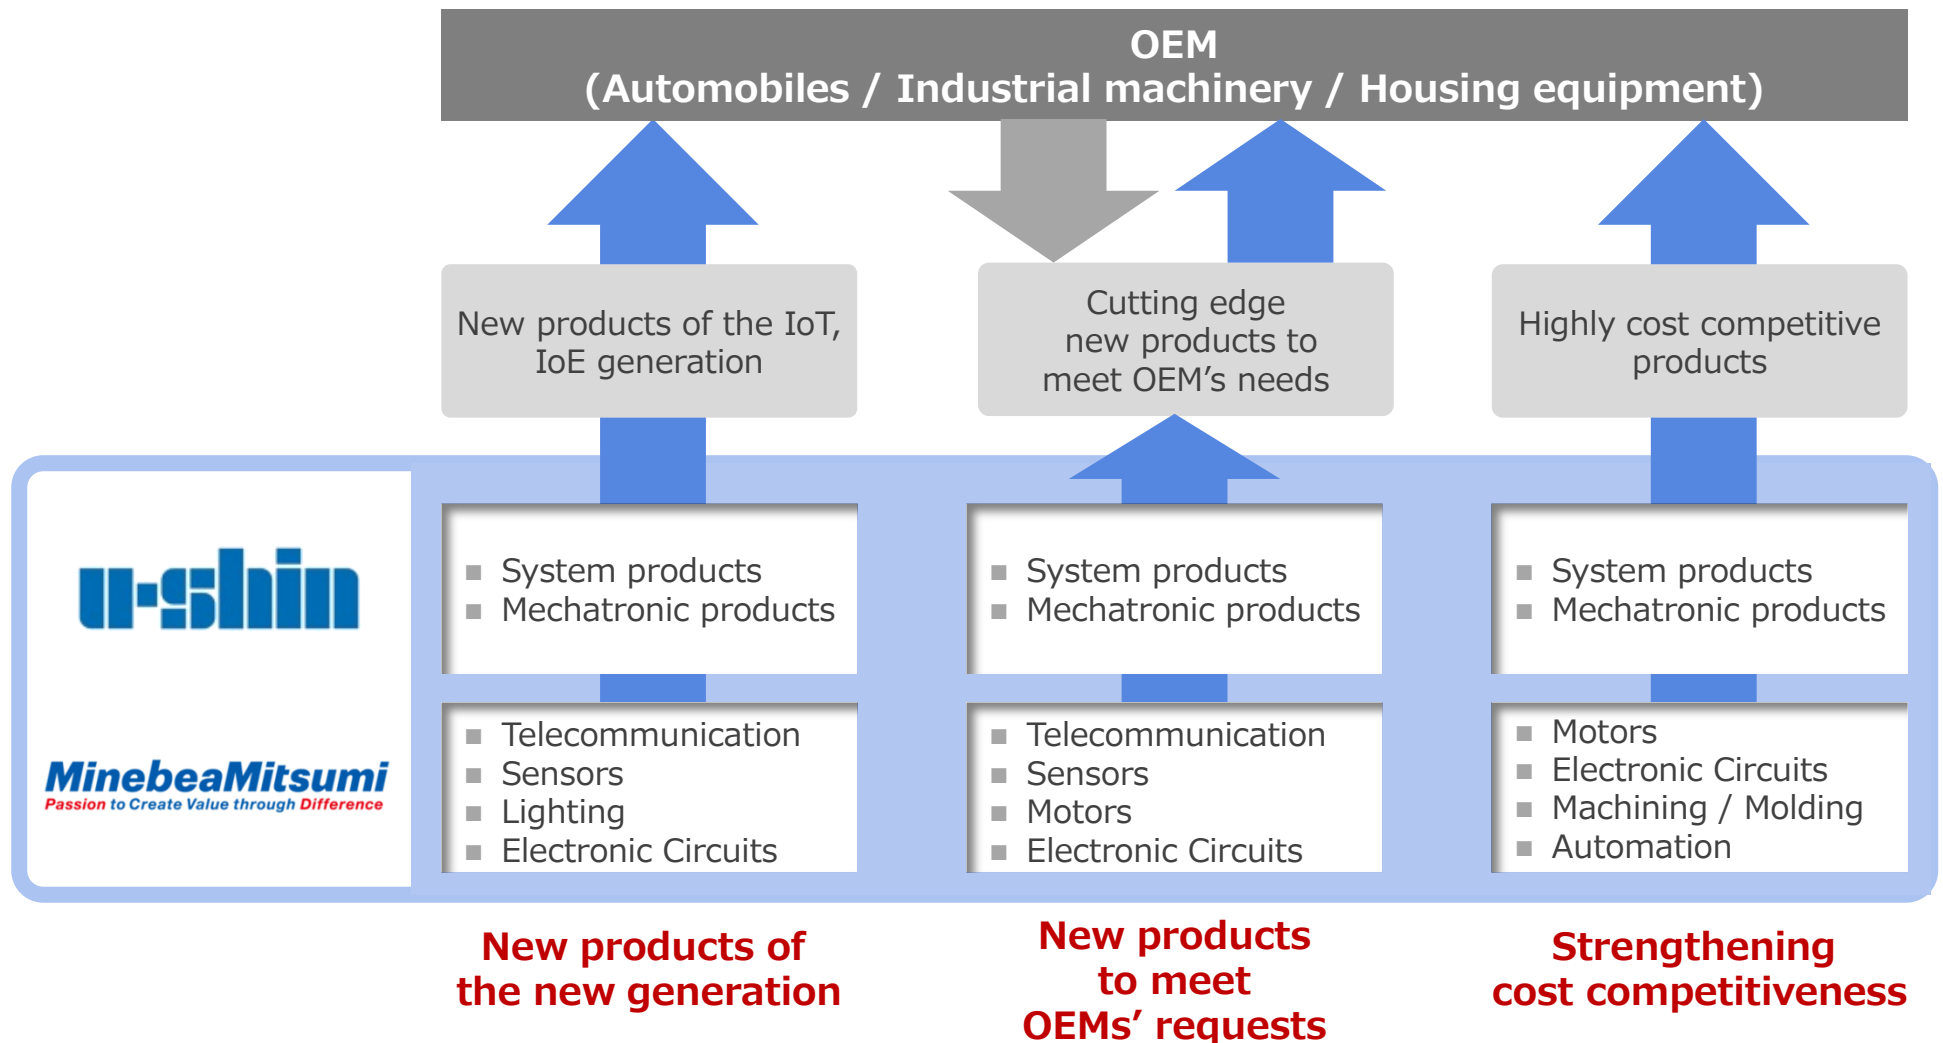 OEM
(Automobiles / Industrial machinery / Housing equipment)
New products of the IoT,
IoE generation
Cutting edge
new products to
meet OEM’s needs
Highly cost competitive
products
u-shin
■ System products
■ Mechatronic products
■ System products
■ Mechatronic products
■ System products
■ Mechatronic products
MinebeaMitsumi
Passion to Create Value through Difference
■ Telecommunication
■ Sensors
■ Lighting
■ Electronic Circuits
■ Telecommunication
■ Sensors
■ Motors
■ Electronic Circuits
■ Motors
■ Electronic Circuits
■ Machining / Molding
■ Automation
New products of
the new generation
New products
to meet
OEMs’ requests
Strengthening
cost competitiveness